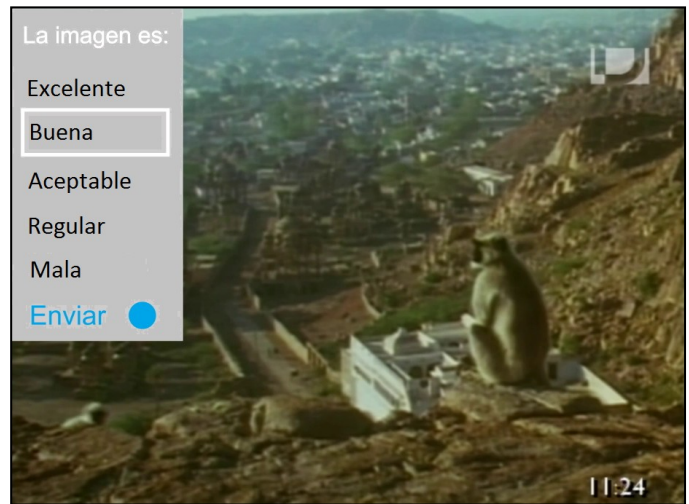 La imagen es:
Excelente
Buena
Aceptable
Regular
Mala
Enviar
11:24